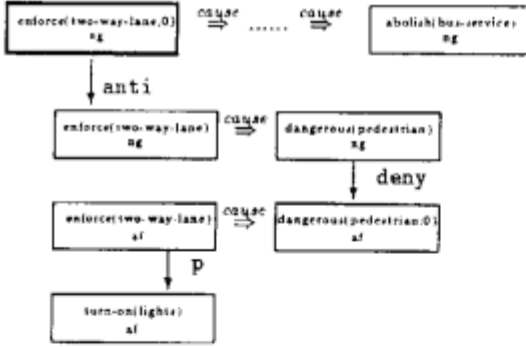 enforce(two-way-lane,0) cause ...... cause abolish(bus-service)
ng ⇒ ⇒ ng
anti
enforce(two-way-lane) cause dangerous(pedestrian)
ng ⇒ ng
deny
enforce(two-way-lane) cause dangerous(pedestrian,0)
af ⇒ af
p
turn-on(lights)
af